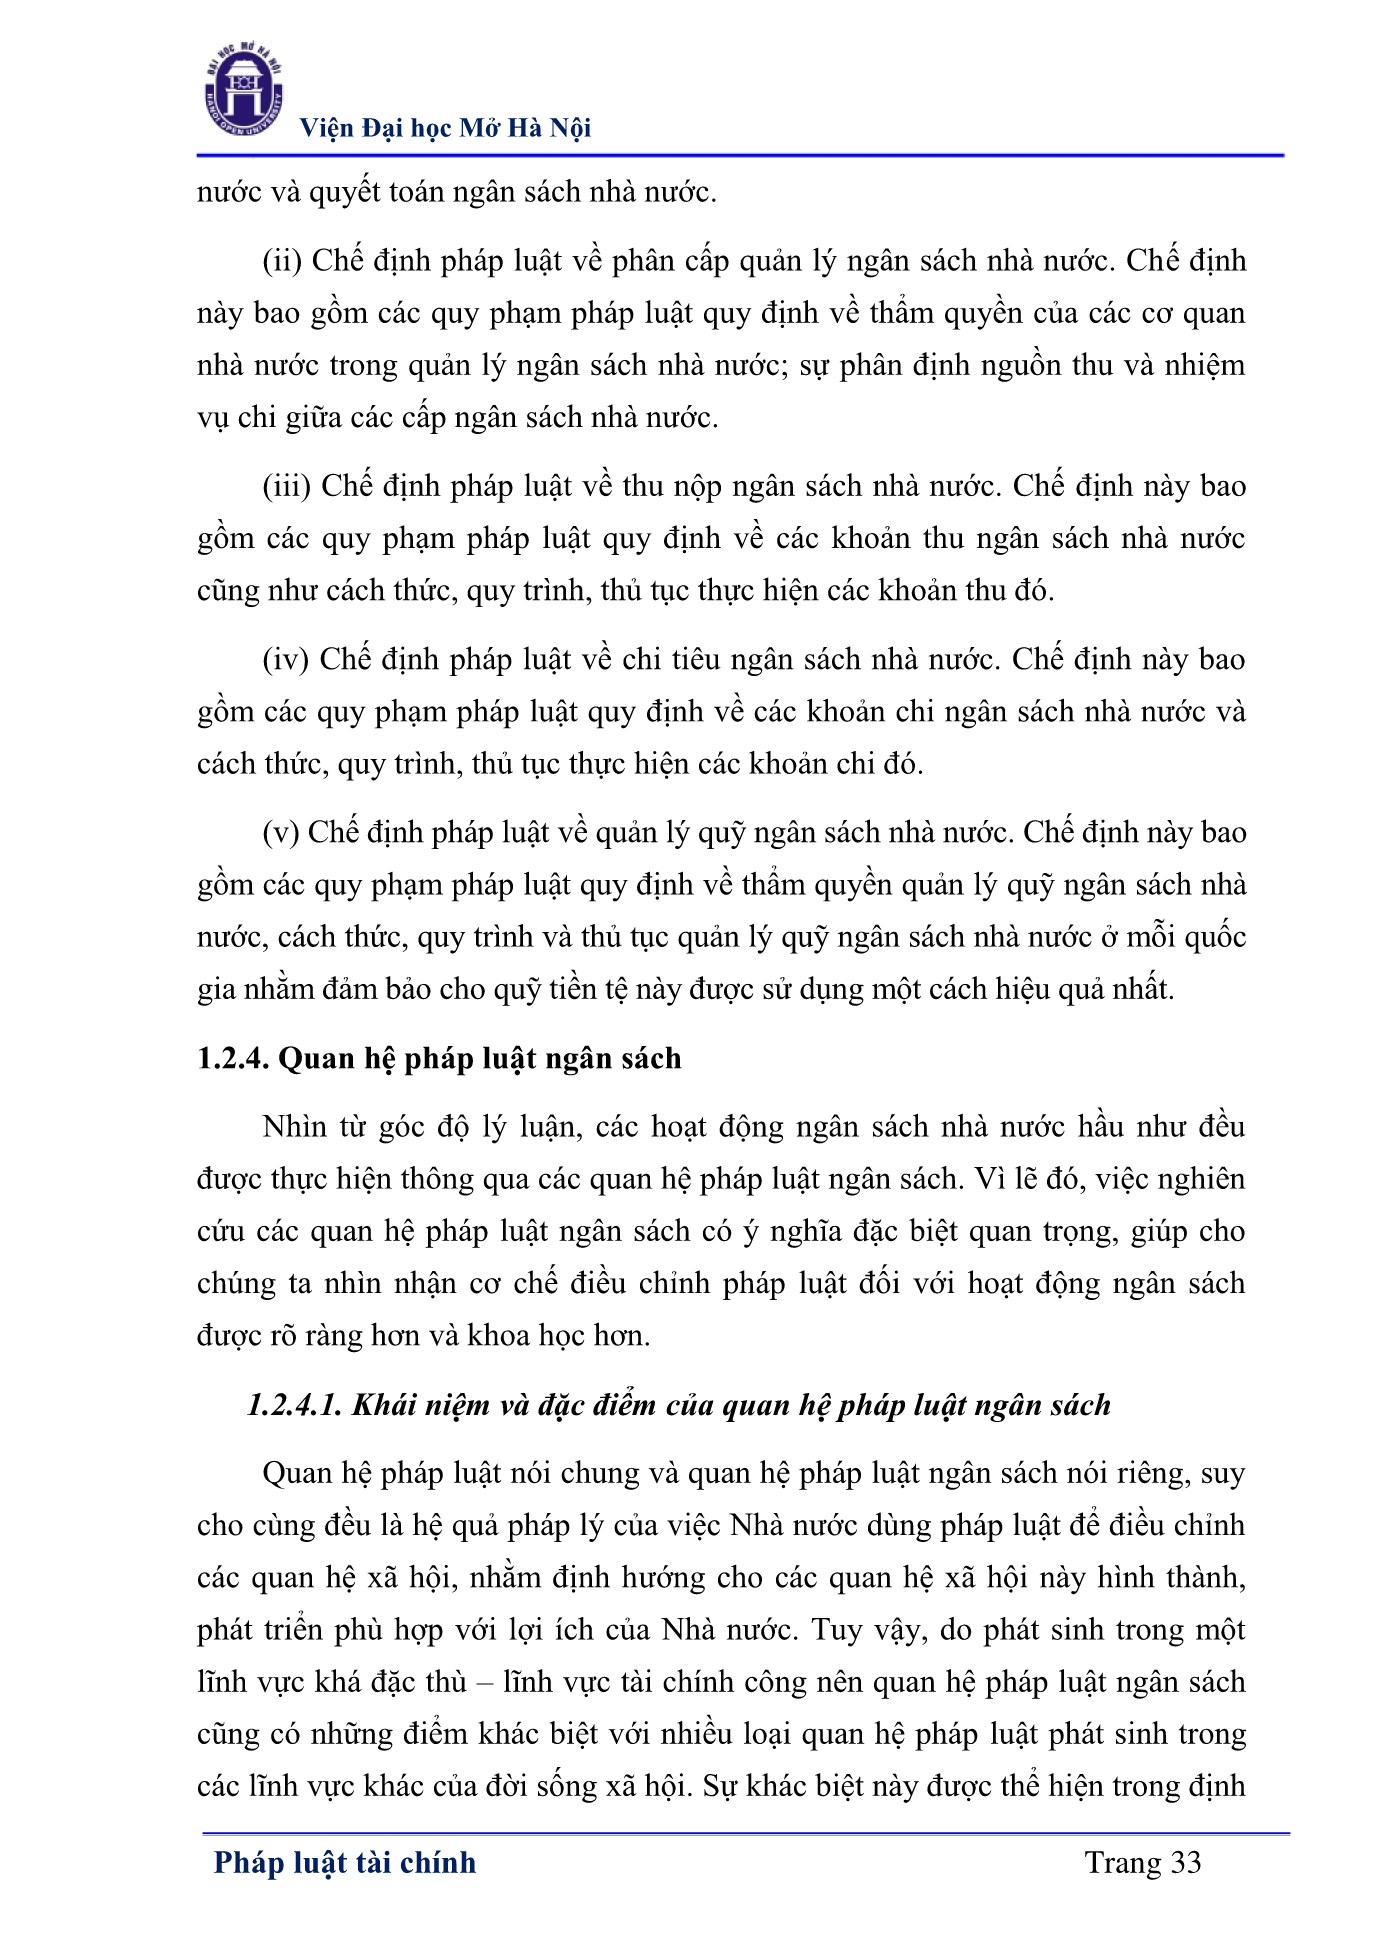 ĐẠI HỌC MỞ HÀ NỘI
HANOI OPEN UNIVERSITY
Viện Đại học Mở Hà Nội
nước và quyết toán ngân sách nhà nước.
(ii) Chế định pháp luật về phân cấp quản lý ngân sách nhà nước. Chế định
này bao gồm các quy phạm pháp luật quy định về thẩm quyền của các cơ quan
nhà nước trong quản lý ngân sách nhà nước; sự phân định nguồn thu và nhiệm
vụ chi giữa các cấp ngân sách nhà nước.
(iii) Chế định pháp luật về thu nộp ngân sách nhà nước. Chế định này bao
gồm các quy phạm pháp luật quy định về các khoản thu ngân sách nhà nước
cũng như cách thức, quy trình, thủ tục thực hiện các khoản thu đó.
(iv) Chế định pháp luật về chi tiêu ngân sách nhà nước. Chế định này bao
gồm các quy phạm pháp luật quy định về các khoản chi ngân sách nhà nước và
cách thức, quy trình, thủ tục thực hiện các khoản chi đó.
(v) Chế định pháp luật về quản lý quỹ ngân sách nhà nước. Chế định này bao
gồm các quy phạm pháp luật quy định về thẩm quyền quản lý quỹ ngân sách nhà
nước, cách thức, quy trình và thủ tục quản lý quỹ ngân sách nhà nước ở mỗi quốc
gia nhằm đảm bảo cho quỹ tiền tệ này được sử dụng một cách hiệu quả nhất.
1.2.4. Quan hệ pháp luật ngân sách
Nhìn từ góc độ lý luận, các hoạt động ngân sách nhà nước hầu như đều
được thực hiện thông qua các quan hệ pháp luật ngân sách. Vì lẽ đó, việc nghiên
cứu các quan hệ pháp luật ngân sách có ý nghĩa đặc biệt quan trọng, giúp cho
chúng ta nhìn nhận cơ chế điều chỉnh pháp luật đối với hoạt động ngân sách
được rõ ràng hơn và khoa học hơn.
1.2.4.1. Khái niệm và đặc điểm của quan hệ pháp luật ngân sách
Quan hệ pháp luật nói chung và quan hệ pháp luật ngân sách nói riêng, suy
cho cùng đều là hệ quả pháp lý của việc Nhà nước dùng pháp luật để điều chỉnh
các quan hệ xã hội, nhằm định hướng cho các quan hệ xã hội này hình thành,
phát triển phù hợp với lợi ích của Nhà nước. Tuy vậy, do phát sinh trong một
lĩnh vực khá đặc thù – lĩnh vực tài chính công nên quan hệ pháp luật ngân sách
cũng có những điểm khác biệt với nhiều loại quan hệ pháp luật phát sinh trong
các lĩnh vực khác của đời sống xã hội. Sự khác biệt này được thể hiện trong định
Pháp luật tài chính
Trang 33